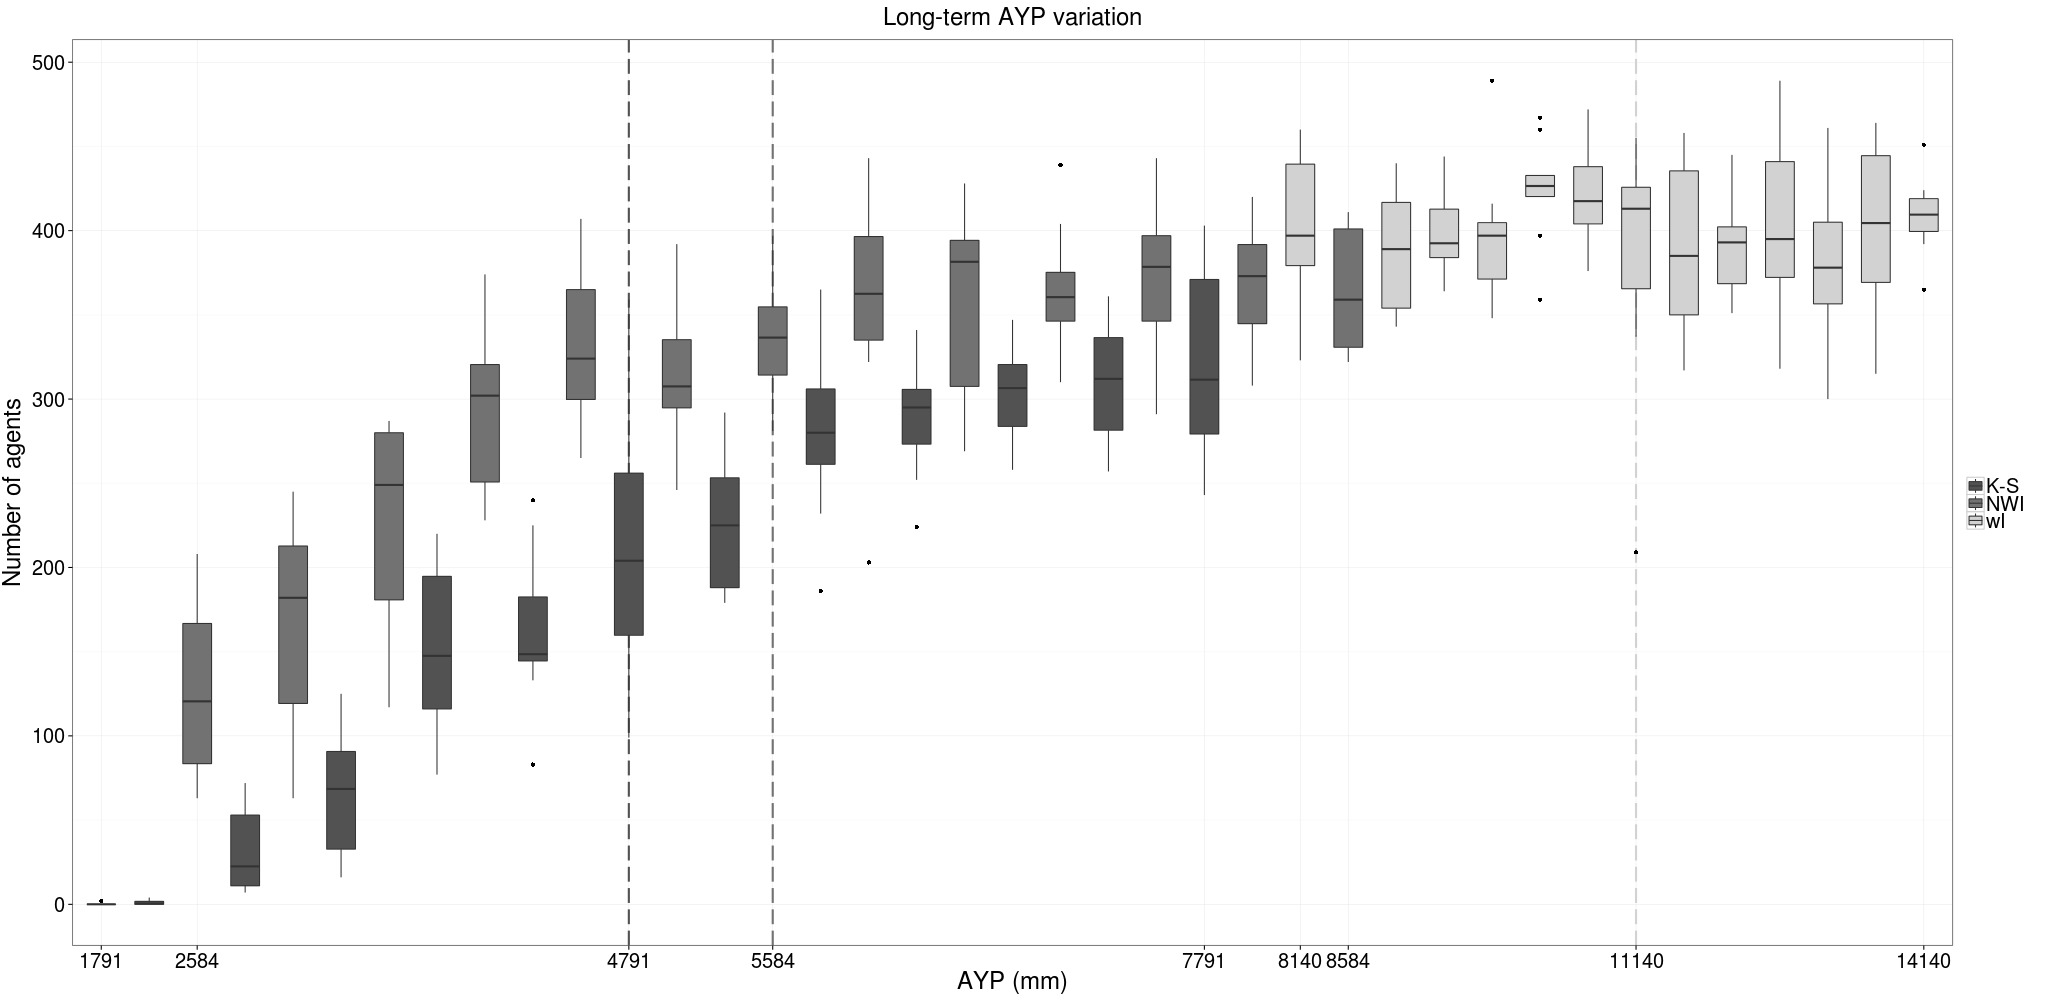 Long-term AYP variation
500
400
300
200
100
0
Number of agents
1791 2584 4791 5584 7791 8140 8584 11140 14140
AYP (mm)
K-S
NWI
wI